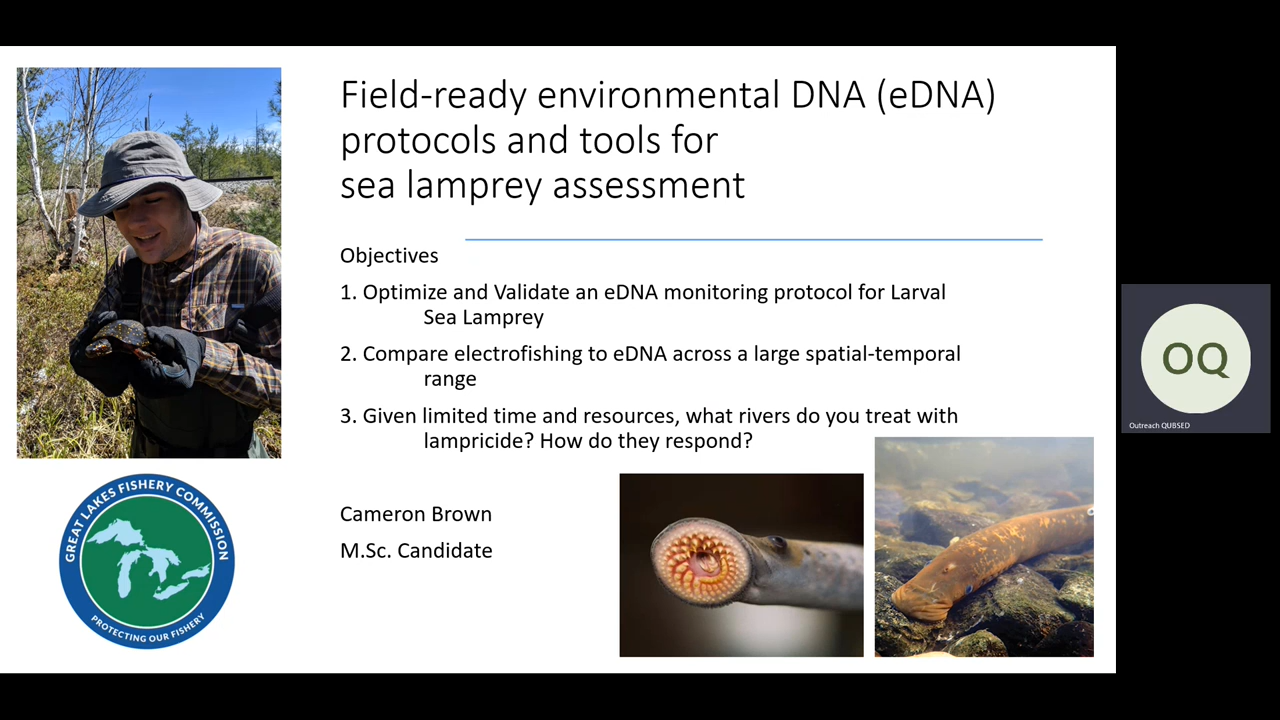 Field-ready environmental DNA (eDNA)
protocols and tools for
sea lamprey assessment
Objectives
1. Optimize and Validate an eDNA monitoring protocol for Larval
Sea Lamprey
2. Compare electrofishing to eDNA across a large spatial-temporal
range
3. Given limited time and resources, what rivers do you treat with
lampricide? How do they respond?
Cameron Brown
M.Sc. Candidate
GREAT LAKES FISHERY COMMISSION
PROTECTING OUR FISHERY
OQ
Outreach QUBSED